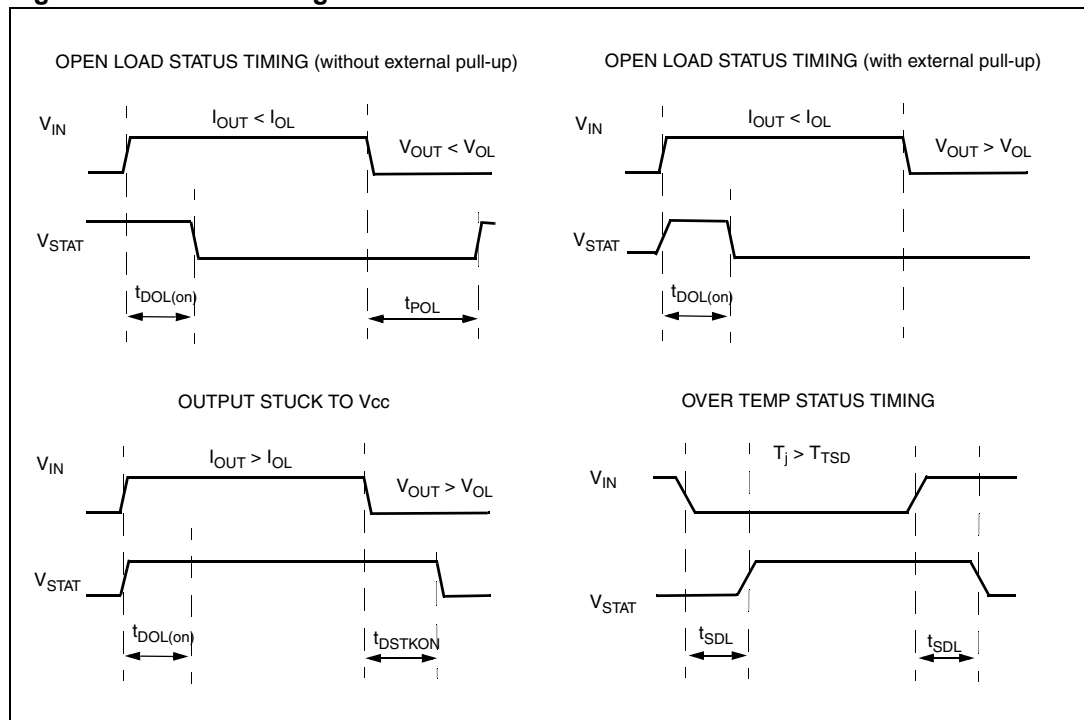 OPEN LOAD STATUS TIMING (without external pull-up)
V_IN
I_OUT < I_OL
V_OUT < V_OL
V_STAT
t_DOL(on)
t_POL
OPEN LOAD STATUS TIMING (with external pull-up)
V_IN
I_OUT < I_OL
V_OUT > V_OL
V_STAT
t_DOL(on)
OUTPUT STUCK TO Vcc
V_IN
I_OUT > I_OL
V_OUT > V_OL
V_STAT
t_DOL(on)
t_DSTKON
OVER TEMP STATUS TIMING
V_IN
T_j > T_TSD
V_STAT
t_SDL
t_SDL